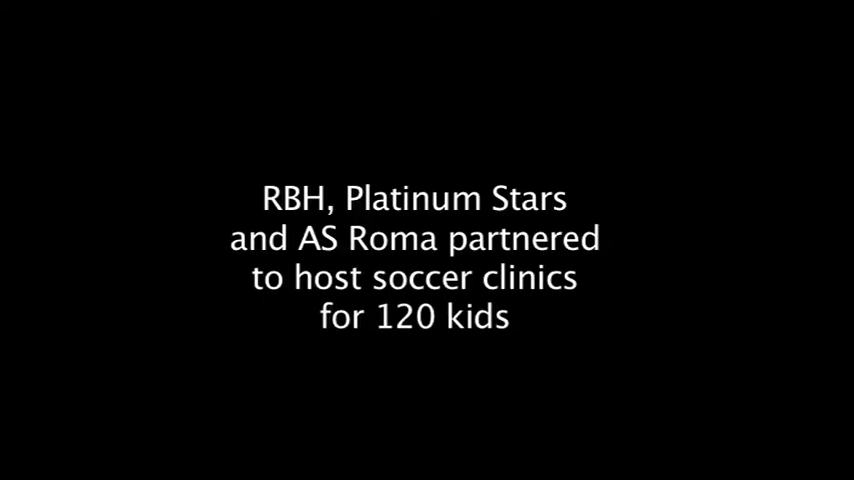 RBH, Platinum Stars
and AS Roma partnered
to host soccer clinics
for 120 kids